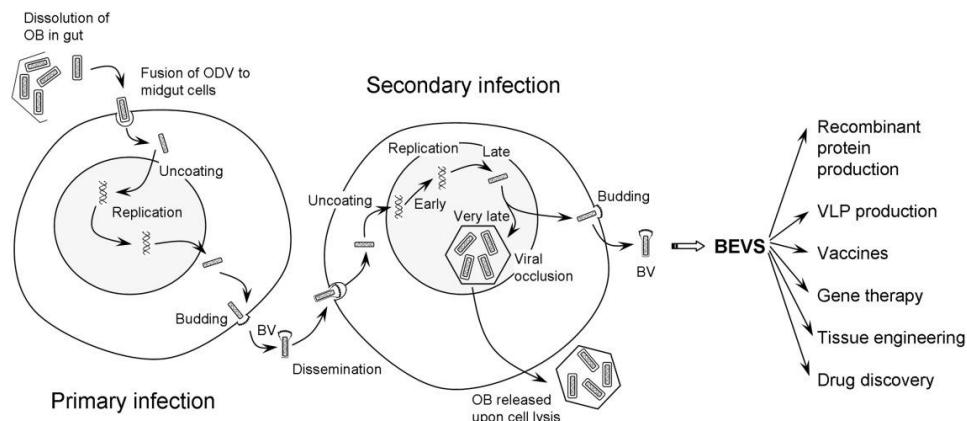 Dissolution of
OB in gut
Fusion of ODV to
midgut cells
Uncoating
Replication
Budding
BV
Dissemination
Primary infection
Secondary infection
Uncoating
Replication
Early
Late
Very late
Viral
occlusion
Budding
BV
OB released
upon cell lysis
BEVS
Recombinant
protein
production
VLP production
Vaccines
Gene therapy
Tissue engineering
Drug discovery